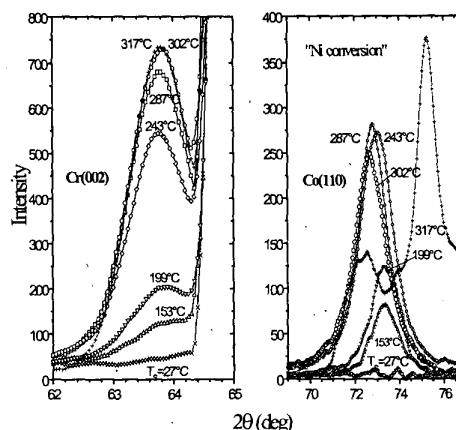 Intensity
800
700
600
500
400
300
200
100
0
317°C
302°C
287°C
243°C
Cr(002)
199°C
153°C
27°C
62
63
64
65
400
350
300
250
200
150
100
50
0
"Ni conversion"
287°C
243°C
302°C
Co(110)
317°C
199°C
153°C
27°C
70
72
74
76
2θ (deg)